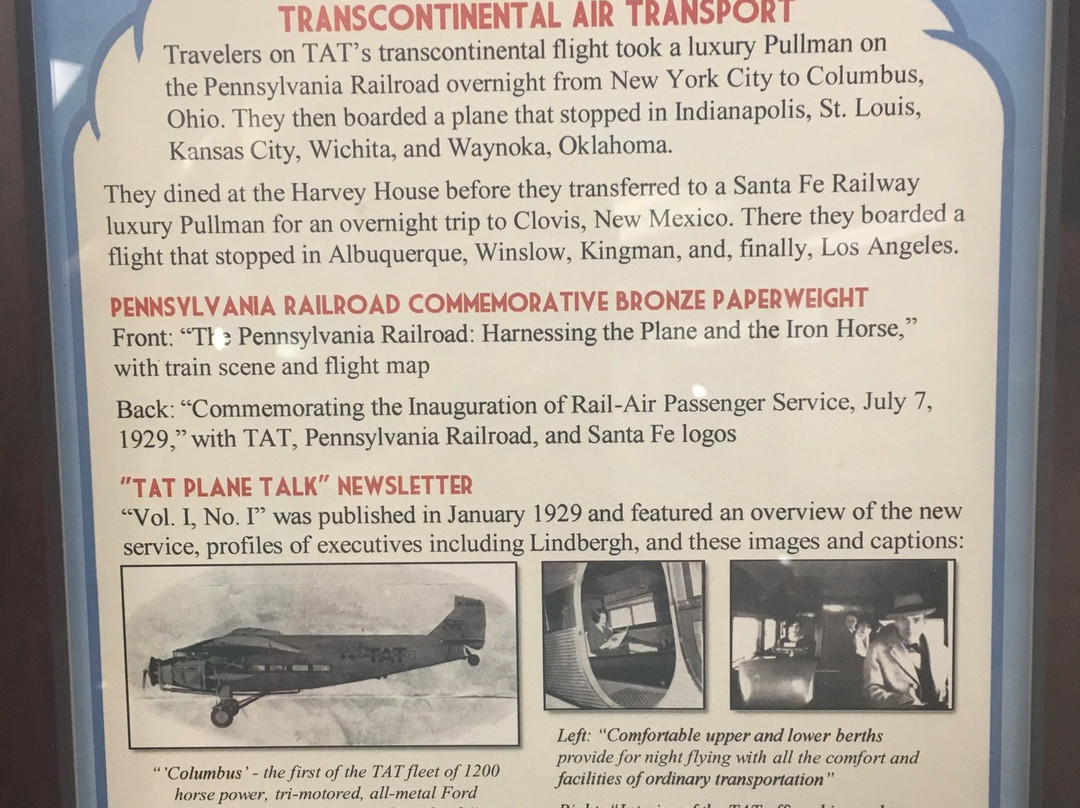 TRANSCONTINENTAL AIR TRANSPORT
Travelers on TAT's transcontinental flight took a luxury Pullman on
the Pennsylvania Railroad overnight from New York City to Columbus,
Ohio. They then boarded a plane that stopped in Indianapolis, St. Louis,
Kansas City, Wichita, and Waynoka, Oklahoma.
They dined at the Harvey House before they transferred to a Santa Fe Railway
luxury Pullman for an overnight trip to Clovis, New Mexico. There they boarded a
flight that stopped in Albuquerque, Winslow, Kingman, and, finally, Los Angeles.
PENNSYLVANIA RAILROAD COMMEMORATIVE BRONZE PAPERWEIGHT
Front: “The Pennsylvania Railroad: Harnessing the Plane and the Iron Horse,”
with train scene and flight map
Back: “Commemorating the Inauguration of Rail-Air Passenger Service, July 7,
1929,” with TAT, Pennsylvania Railroad, and Santa Fe logos
"TAT PLANE TALK" NEWSLETTER
“Vol. I, No. I” was published in January 1929 and featured an overview of the new
service, profiles of executives including Lindbergh, and these images and captions:
TAT
“'Columbus' - the first of the TAT fleet of 1200
horse power, tri-motored, all-metal Ford
Left: “Comfortable upper and lower berths
provide for night flying with all the comfort and
facilities of ordinary transportation”